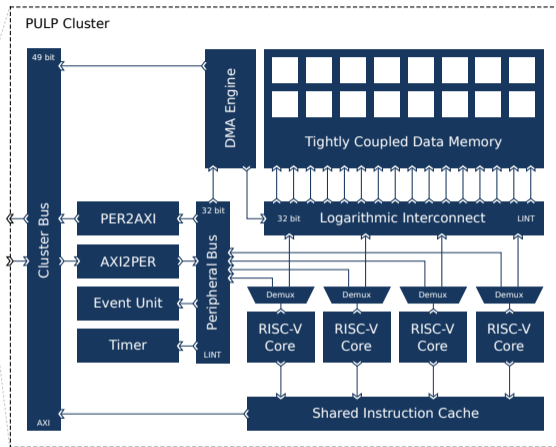 PULP Cluster
49 bit
Cluster Bus
AXI
DMA Engine
Tightly Coupled Data Memory
32 bit
Logarithmic Interconnect
LINT
PER2AXI
AXI2PER
Event Unit
Timer
32 bit
Peripheral Bus
LINT
Demux
Demux
Demux
Demux
RISC-V
Core
RISC-V
Core
RISC-V
Core
RISC-V
Core
Shared Instruction Cache